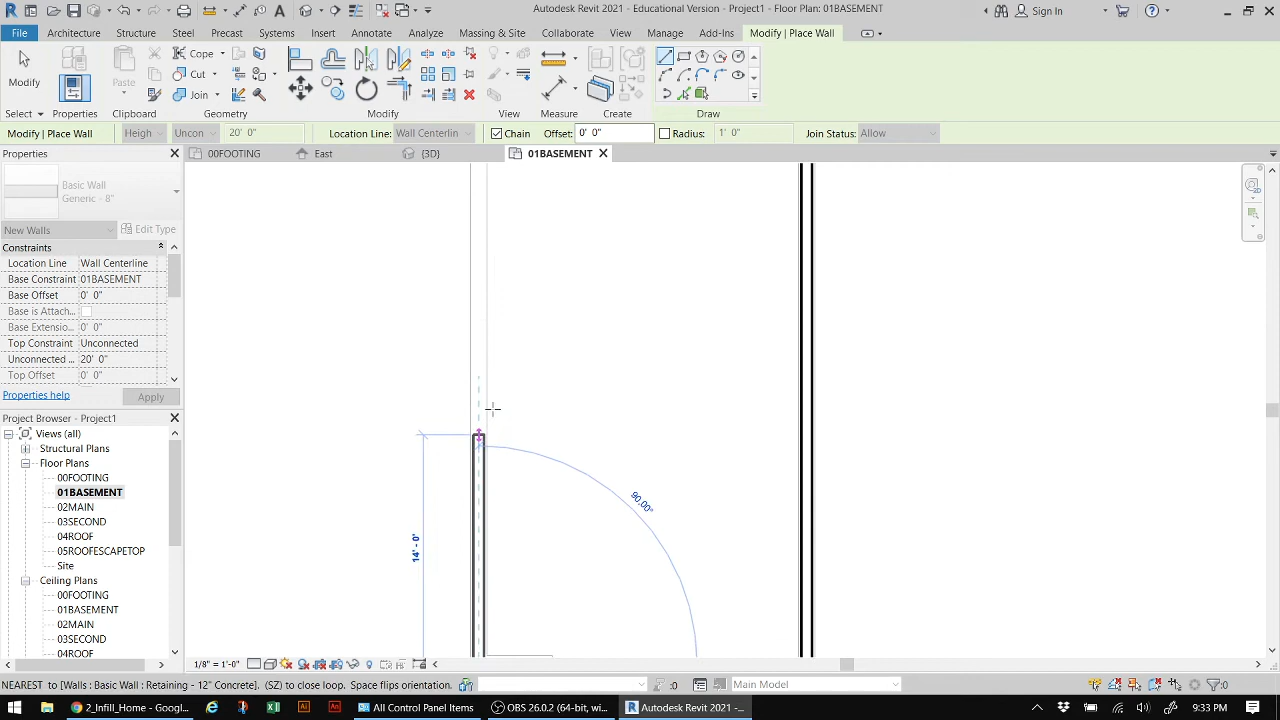 Autodesk Revit 2021 - Educational Version - Project1 - Floor Plan: 01BASEMENT
Sign In
File Architecture Structure Steel Precast Systems Insert Annotate Analyze Massing & Site Collaborate View Manage Add-Ins Modify | Place Wall
Modify
Paste
Cope
Cut
Join
Select Properties Clipboard Geometry Modify View Measure Create Draw
Modify | Place Wall Heigh Uncon 20' 0" Location Line: Wall Centerlin Chain Offset: 0' 0" Radius: 1' 0" Join Status: Allow
Properties
00FOOTING East {3D} 01BASEMENT
Basic Wall
Generic - 8"
New Walls Edit Type
Constraints
Location Line Wall Centerline
Base Constraint 01BASEMENT
Base Offset 0' 0"
Base is Attach...
Base Extensio... 0' 0"
Top Constraint Unconnected
Unconnected ... 20' 0"
Top Offset 0' 0"
Properties help Apply
Project Browser - Project1
Views (all)
Structural Plans
Floor Plans
00FOOTING
01BASEMENT
02MAIN
03SECOND
04ROOF
05ROOFESCAPETOP
Site
Ceiling Plans
00FOOTING
01BASEMENT
02MAIN
03SECOND
04ROOF
14' - 0"
90.00°
2D
1/8" = 1'-0"
NEAREST to [Walls : Basic Wall : Retaining - 12" Concrete]. (SZ) to close loop. Space flips orientation.
:0
Main Model
:0
2_Infill_Home - Googl...
All Control Panel Items
OBS 26.0.2 (64-bit, wi...
Autodesk Revit 2021 -...
9:33 PM